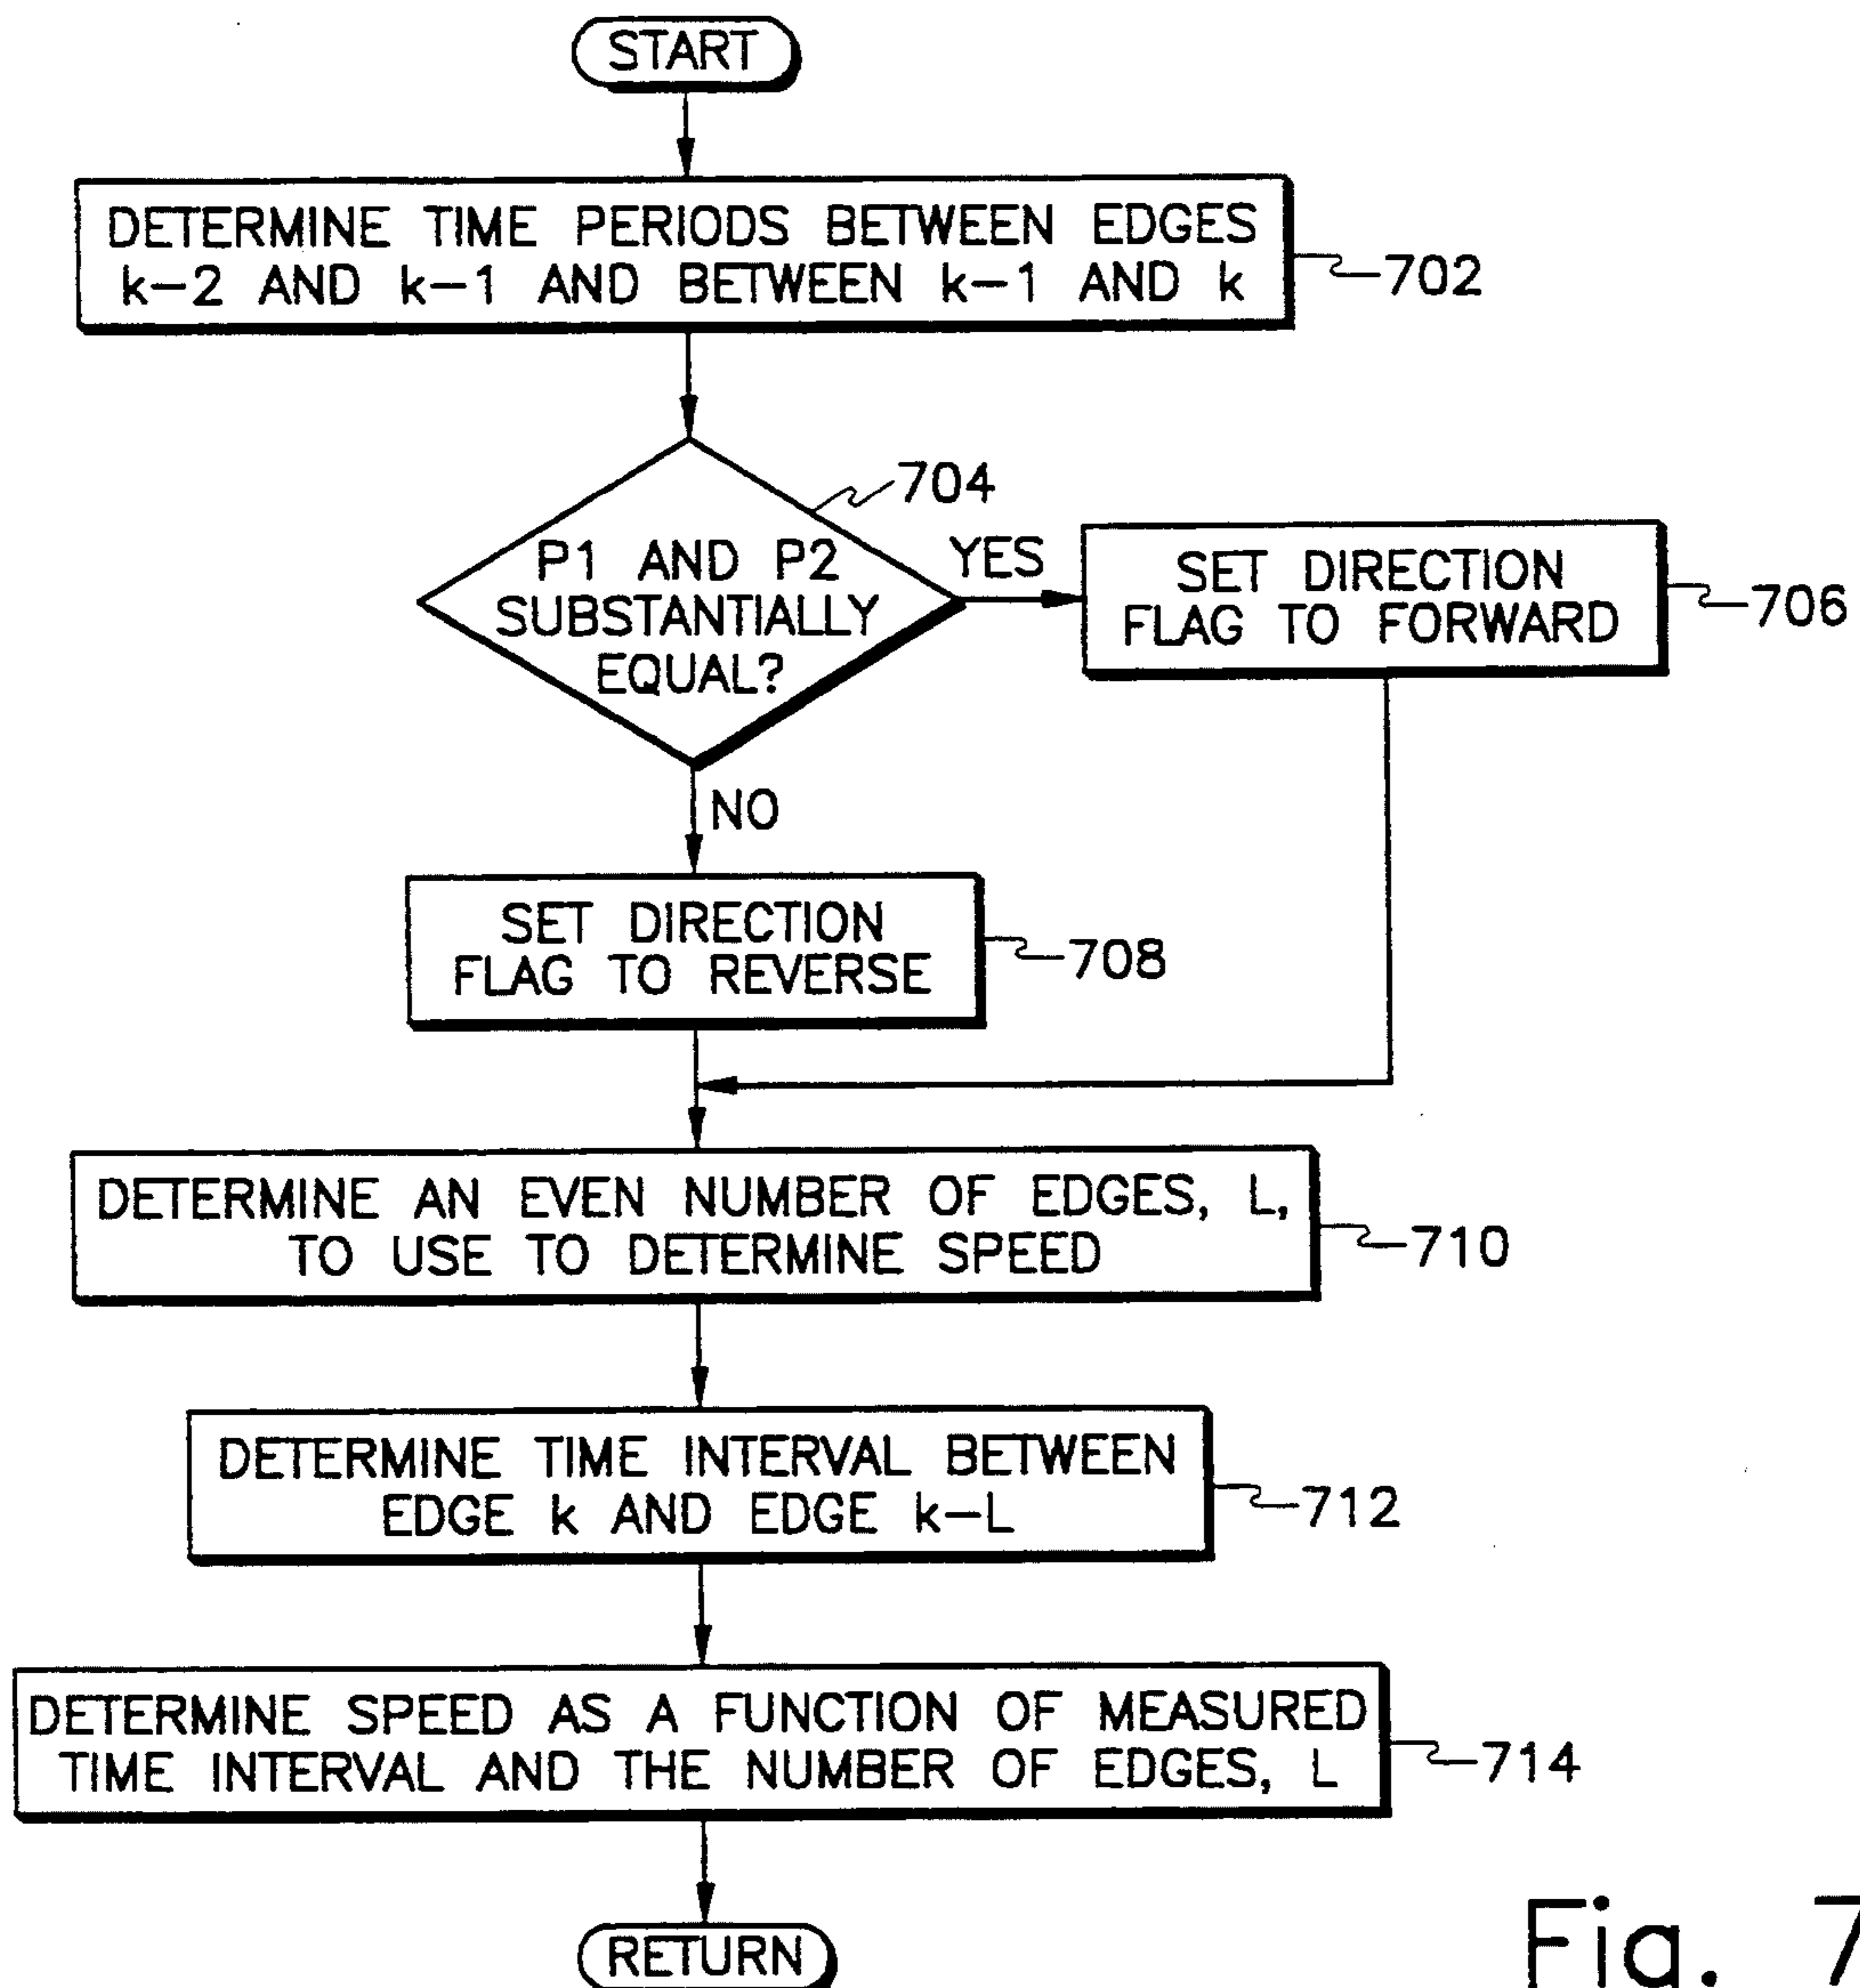 START
DETERMINE TIME PERIODS BETWEEN EDGES
k-2 AND k-1 AND BETWEEN k-1 AND k
702
704
P1 AND P2
SUBSTANTIALLY
EQUAL?
YES
SET DIRECTION
FLAG TO FORWARD
706
NO
SET DIRECTION
FLAG TO REVERSE
708
DETERMINE AN EVEN NUMBER OF EDGES, L,
TO USE TO DETERMINE SPEED
710
DETERMINE TIME INTERVAL BETWEEN
EDGE k AND EDGE k-L
712
DETERMINE SPEED AS A FUNCTION OF MEASURED
TIME INTERVAL AND THE NUMBER OF EDGES, L
714
RETURN
Fig. 7